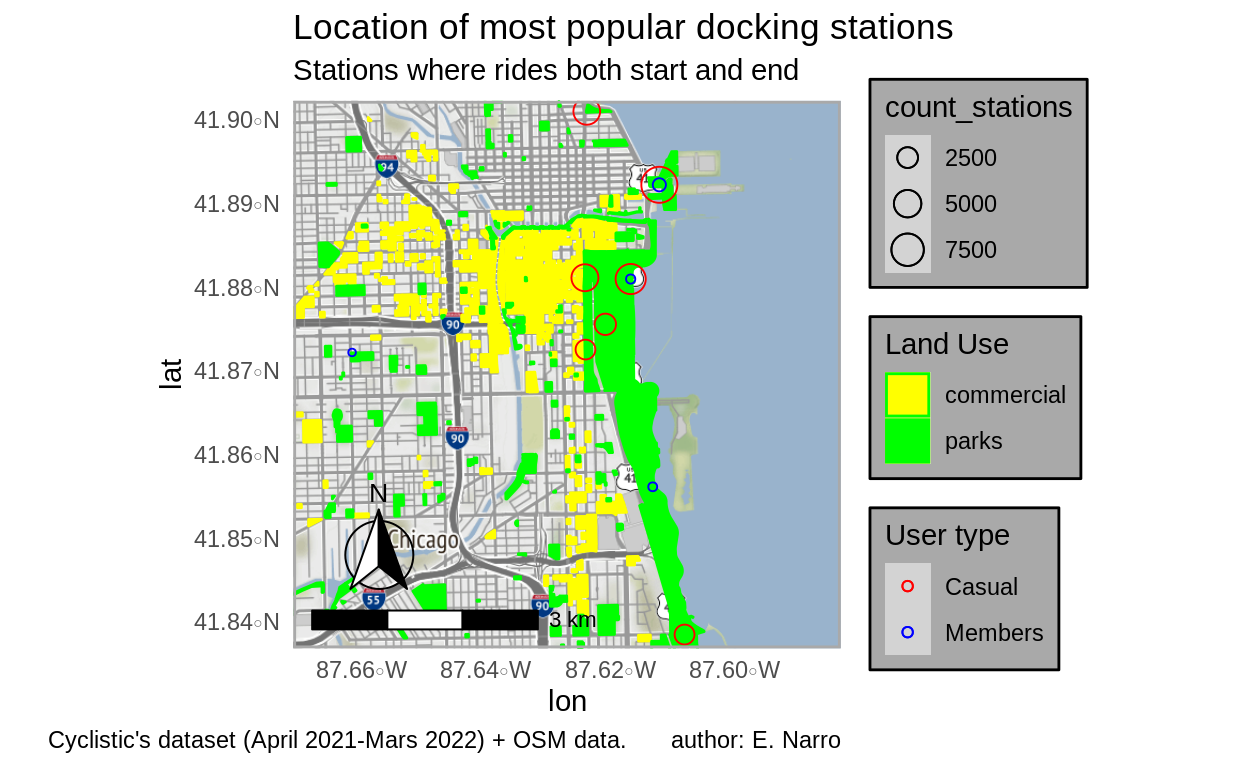 Location of most popular docking stations
Stations where rides both start and end
41.90◦N
41.89◦N
41.88◦N
41.87◦N
41.86◦N
41.85◦N
41.84◦N
lat
94
US
41
90
90
US
41
N
Chicago
55
90
3 km
87.66◦W
87.64◦W
87.62◦W
87.60◦W
lon
count_stations
2500
5000
7500
Land Use
commercial
parks
User type
Casual
Members
Cyclistic's dataset (April 2021-Mars 2022) + OSM data. author: E. Narro